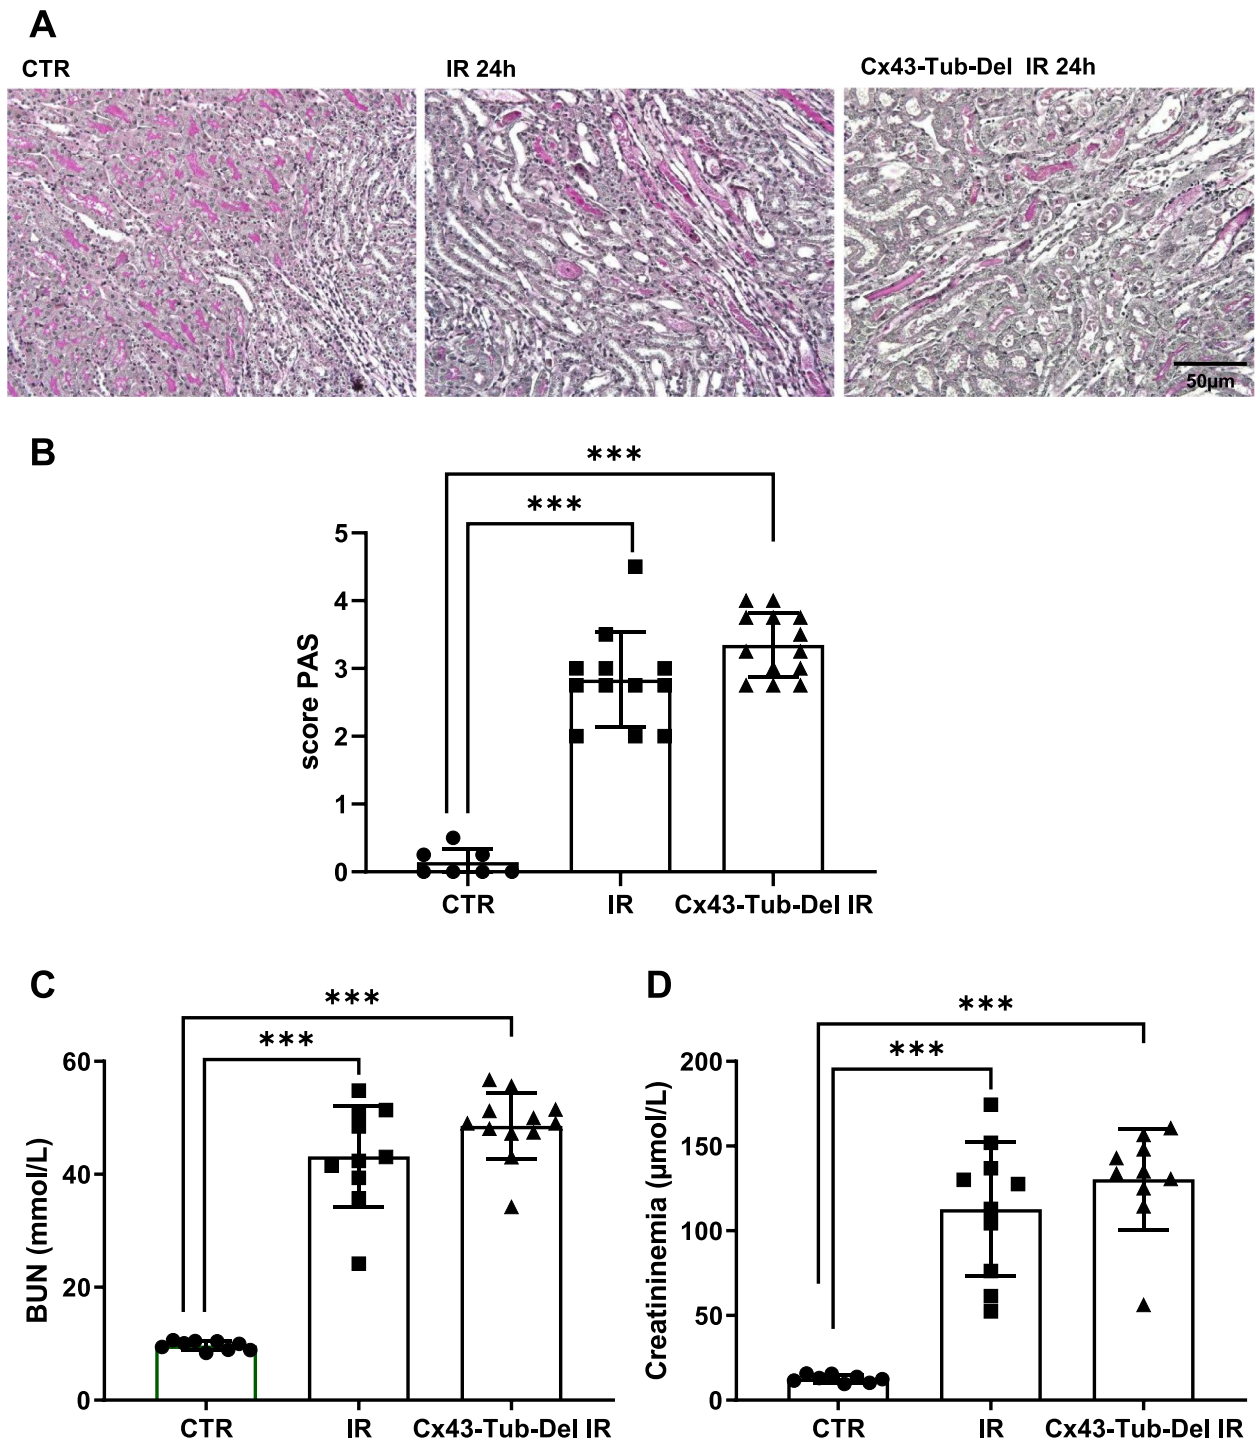 A
CTR
IR 24h
Cx43-Tub-Del IR 24h
50µm
B
***
***
score PAS
5
4
3
2
1
0
CTR
IR
Cx43-Tub-Del IR
C
***
***
BUN (mmol/L)
60
40
20
0
CTR
IR
Cx43-Tub-Del IR
D
***
***
Creatininemia (µmol/L)
200
150
100
50
0
CTR
IR
Cx43-Tub-Del IR